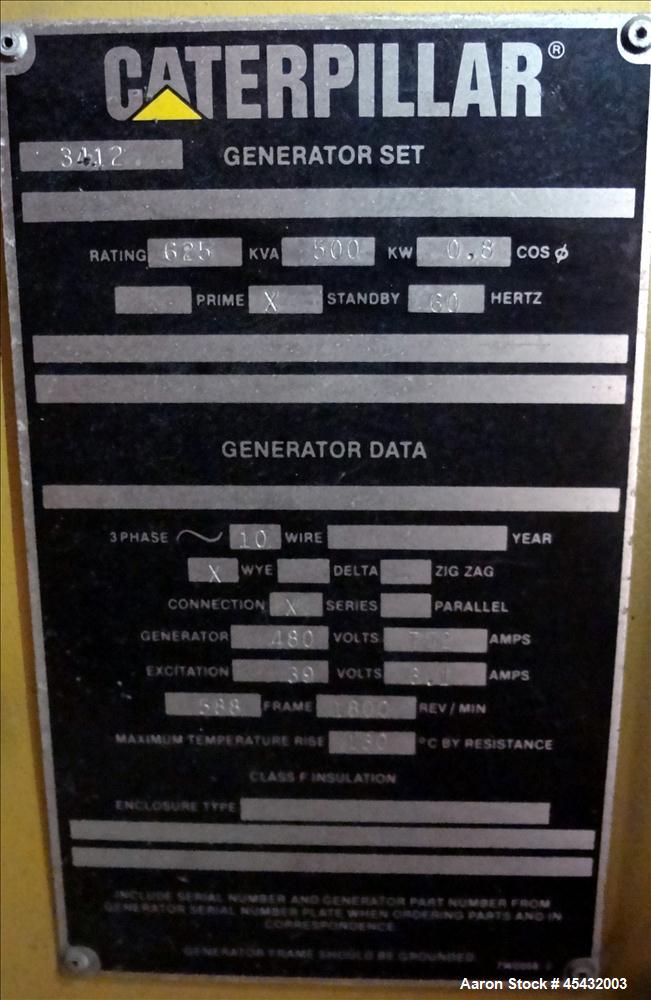 CATERPILLAR®
3412 GENERATOR SET
RATING 625 KVA 500 KW 0.8 COS φ
PRIME X STANDBY 60 HERTZ
GENERATOR DATA
3 PHASE ~ 10 WIRE YEAR
X WYE DELTA ZIG ZAG
CONNECTION X SERIES PARALLEL
GENERATOR 480 VOLTS 752 AMPS
EXCITATION 39 VOLTS AMPS
588 FRAME 1800 REV / MIN
MAXIMUM TEMPERATURE RISE 130 °C BY RESISTANCE
CLASS F INSULATION
ENCLOSURE TYPE
INCLUDE SERIAL NUMBER AND GENERATOR PART NUMBER FROM
GENERATOR SERIAL NUMBER PLATE WHEN ORDERING PARTS AND IN
CORRESPONDENCE
GENERATOR FRAME SHOULD BE GROUNDED.
Aaron Stock # 45432003